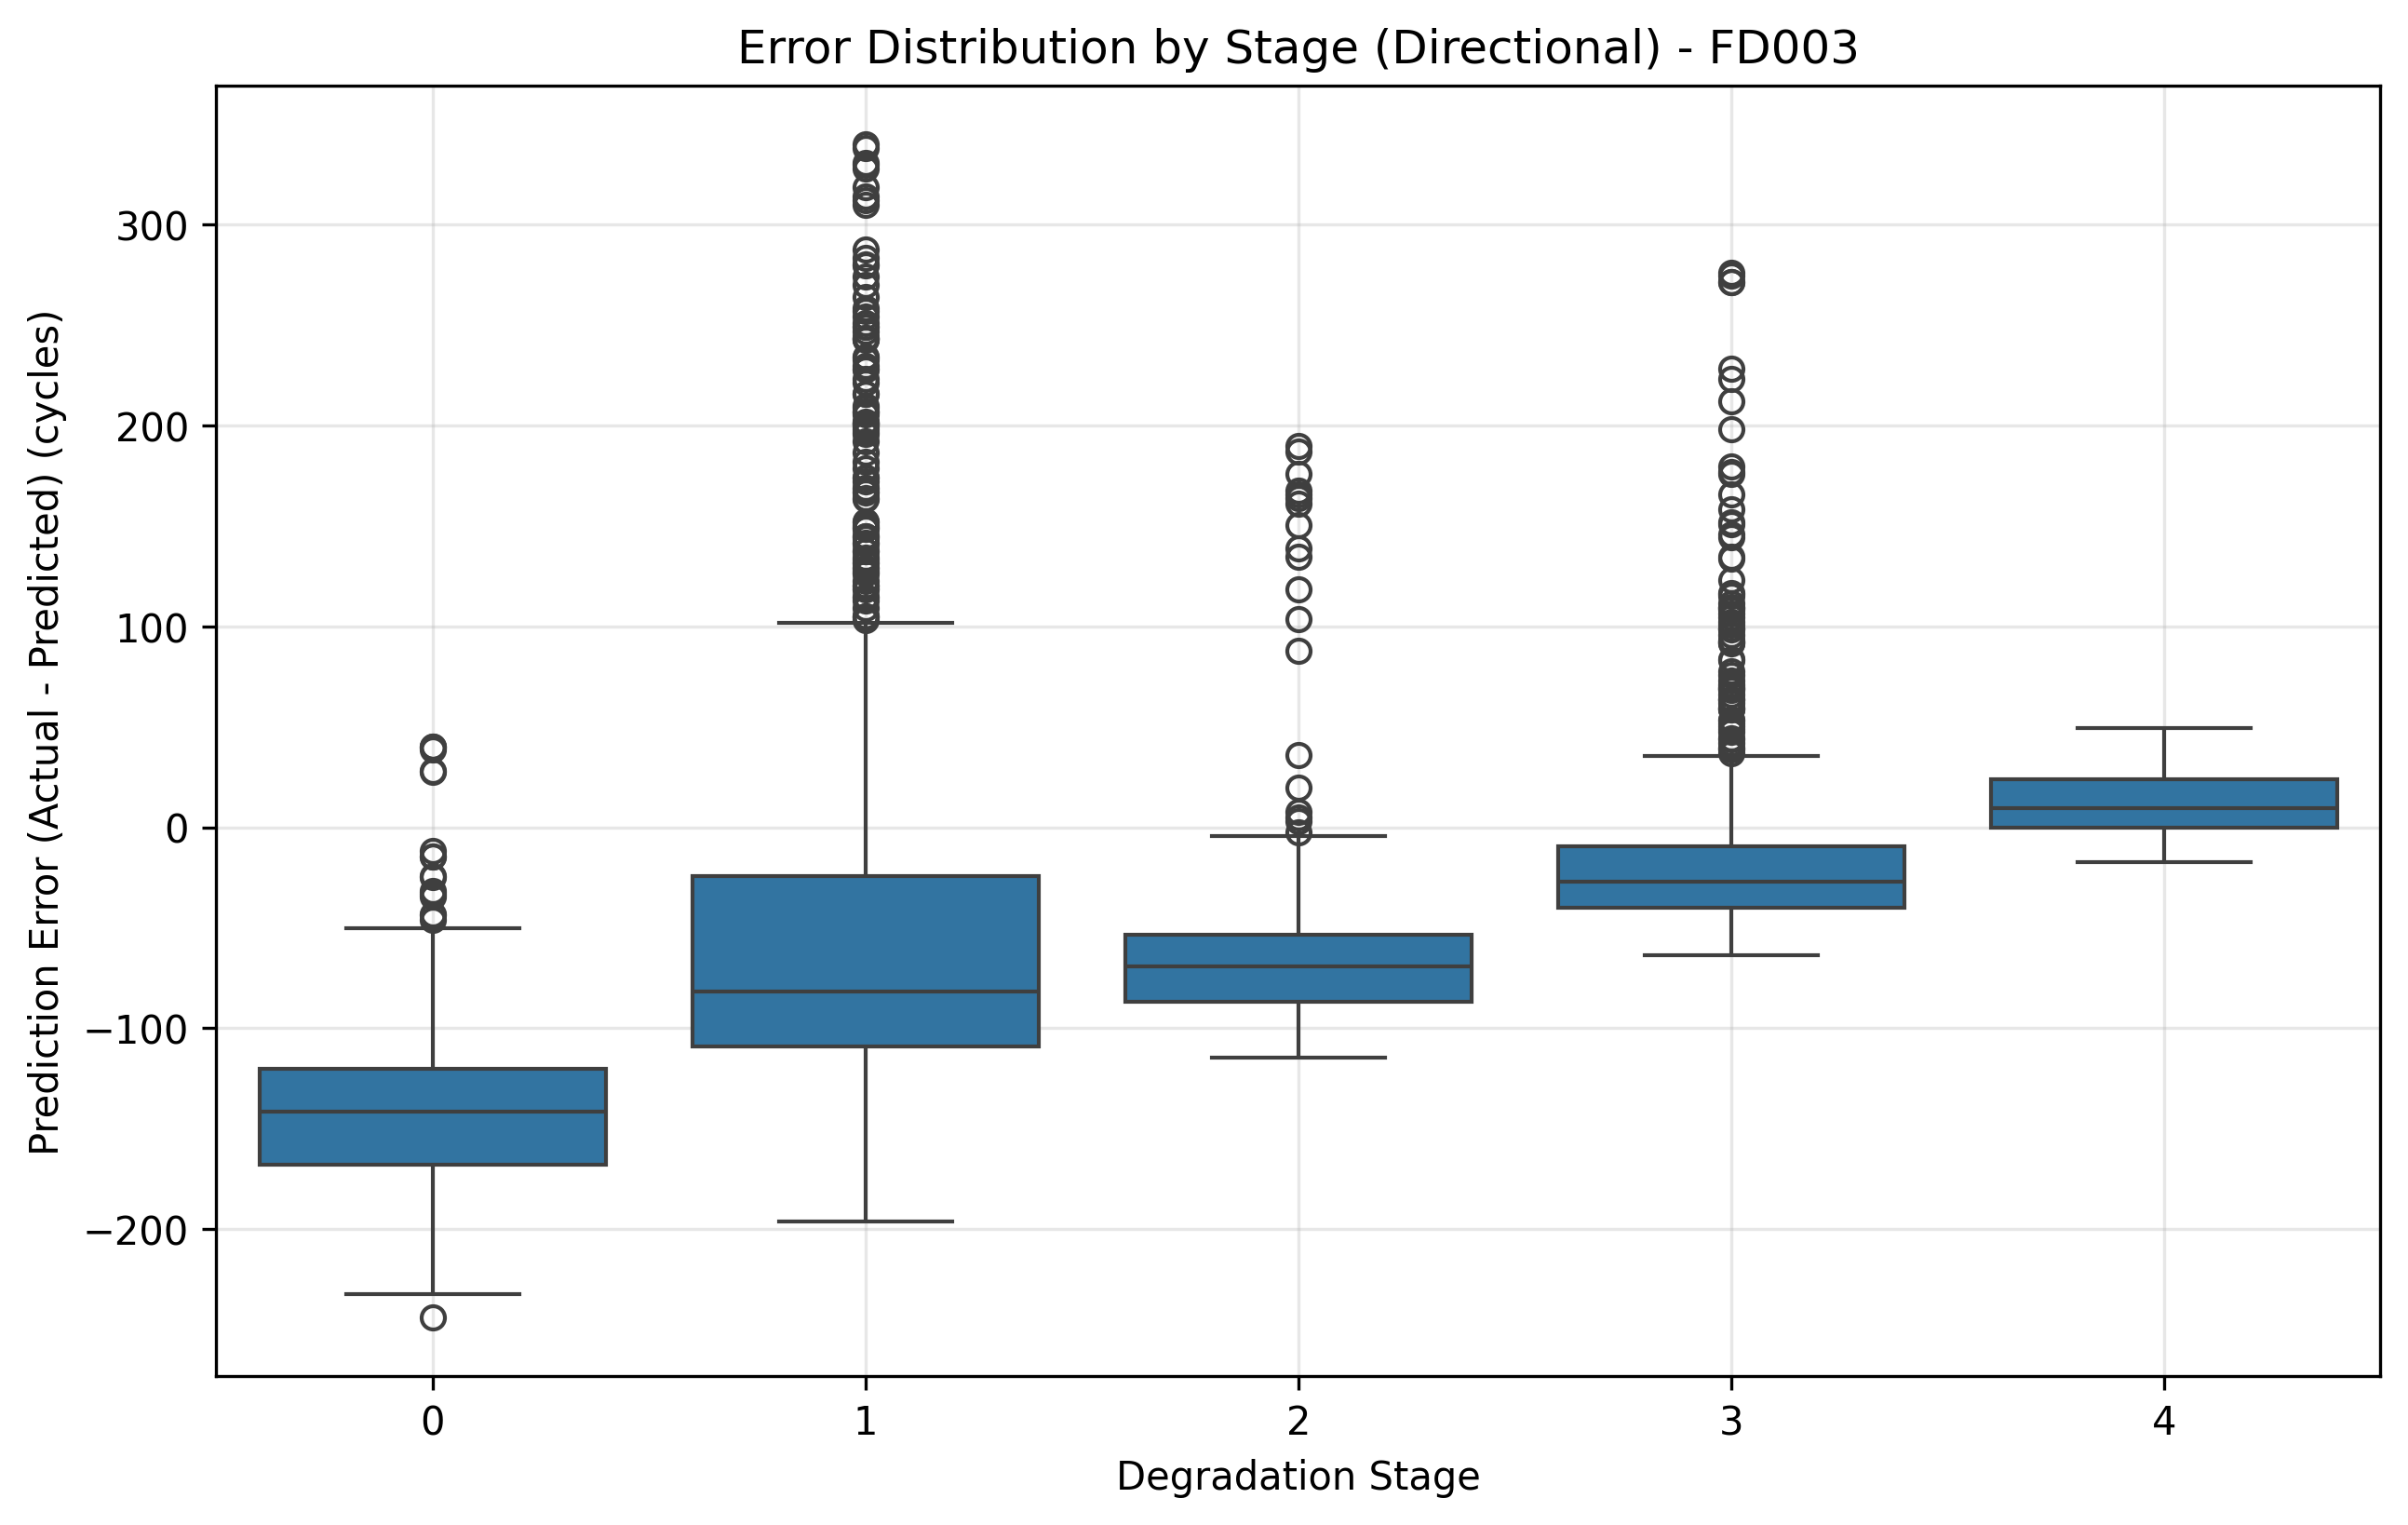 Error Distribution by Stage (Directional) - FD003
Prediction Error (Actual - Predicted) (cycles)
300
200
100
0
−100
−200
0 1 2 3 4
Degradation Stage